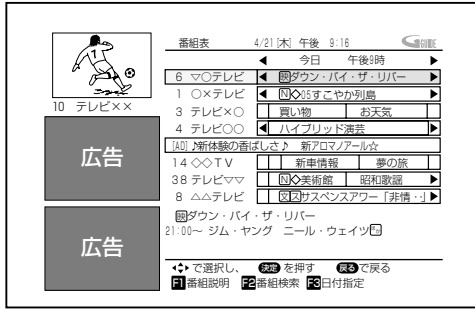 番組表 4/21 [木] 午後 9:16 GGUIDE
今日 午後9時
6 ▽○テレビ 映ダウン・バイ・ザ・リバー
1 ○×テレビ N◇05すこやか列島
10 テレビ××
3 テレビ×○ 買い物 お天気
4 テレビ○○ ハイブリッド演芸
[AD] ♪新体験の香ばしさ♪ 新アロマノアール☆
広告
14 ◇◇TV 新車情報 夢の旅
38 テレビ▽▽ N◇美術館 昭和歌謡
8 △△テレビ 文スサスペンスアワー「非情・・」
映ダウン・バイ・ザ・リバー
21:00~ ジム・ヤング ニール・ウェイツ
広告
で選択し、 決定 を押す 戻る で戻る
F1番組説明 F2番組検索 F3日付指定